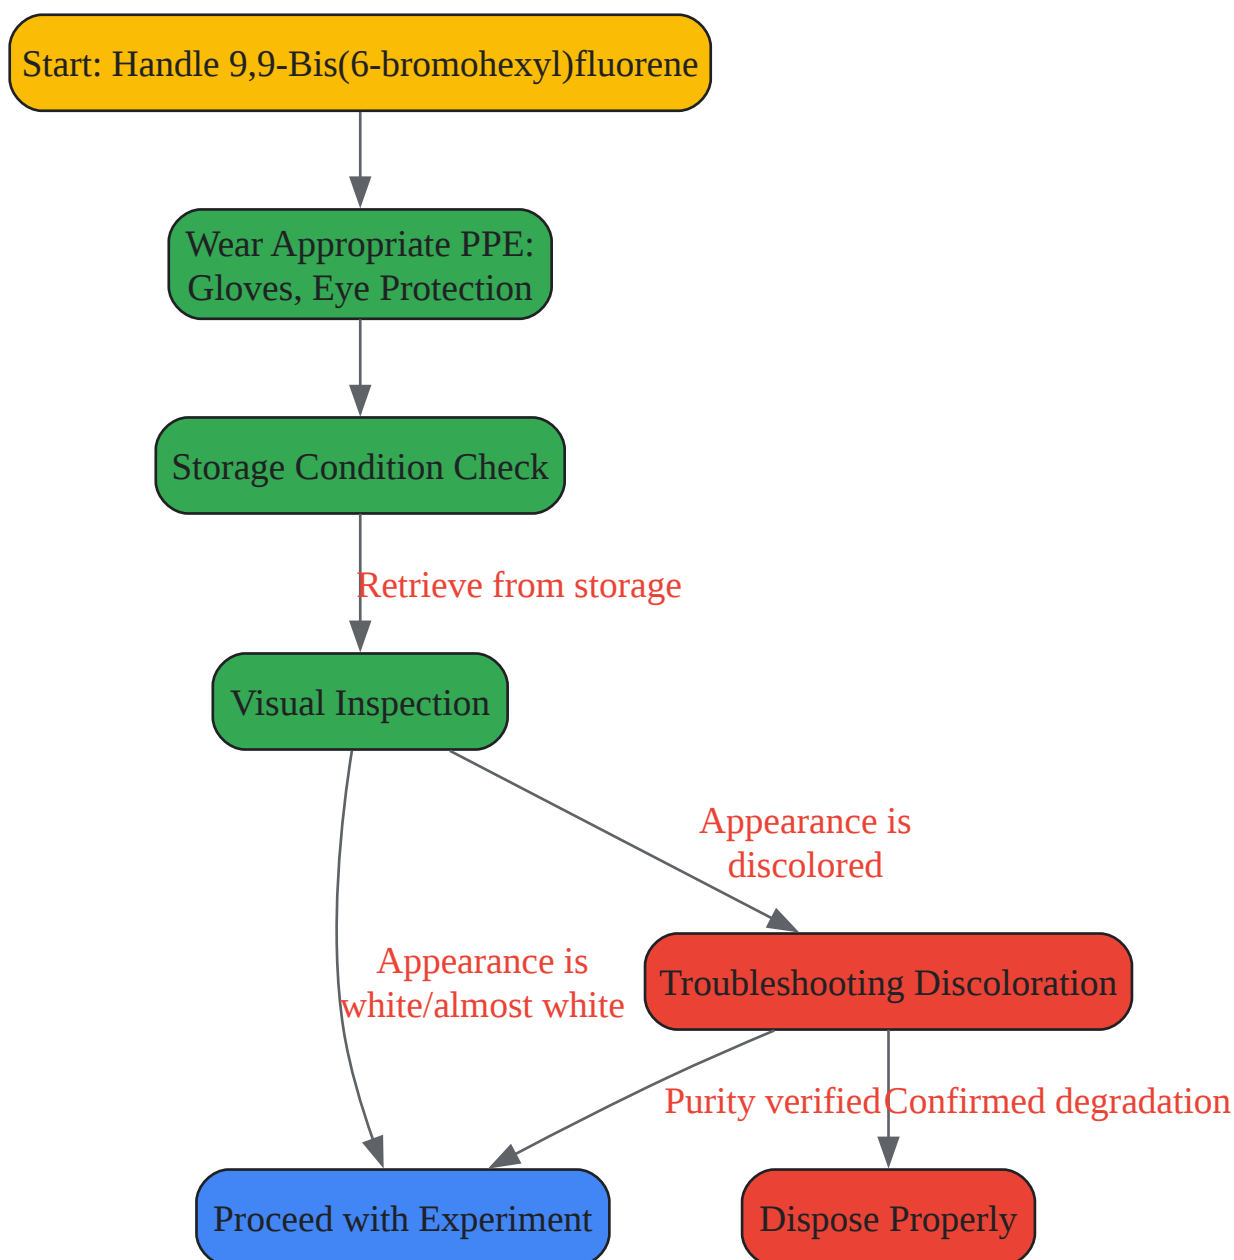 Start: Handle 9,9-Bis(6-bromohexyl)fluorene
Wear Appropriate PPE:
Gloves, Eye Protection
Storage Condition Check
Retrieve from storage
Visual Inspection
Appearance is
discolored
Appearance is
white/almost white
Troubleshooting Discoloration
Purity verified
Confirmed degradation
Proceed with Experiment
Dispose Properly